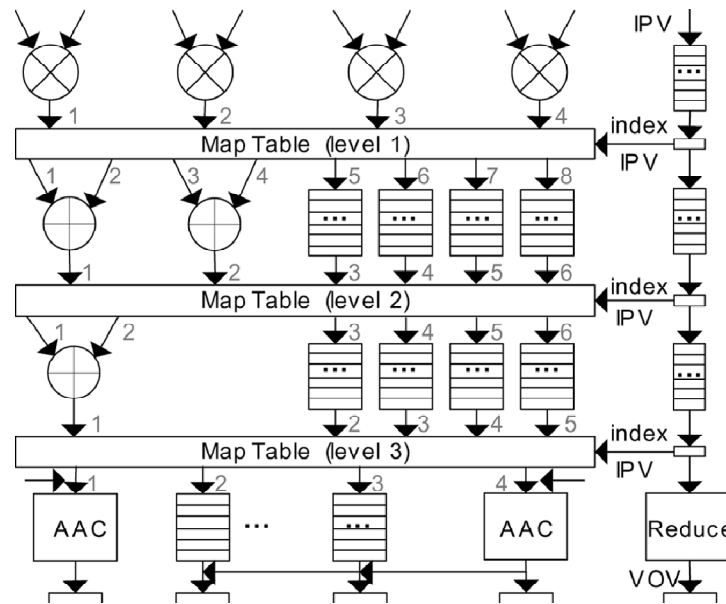 IPV
...
1 2 3 4
index
Map Table (level 1)
IPV
1 2 3 4 5 6 7 8
... ... ... ... ...
1 2 3 4 5 6
index
Map Table (level 2)
IPV
1 2 3 4 5 6
... ... ... ... ...
1 2 3 4 5
index
Map Table (level 3)
IPV
1 2 3 4
AAC ... ... AAC Reduce
VOV